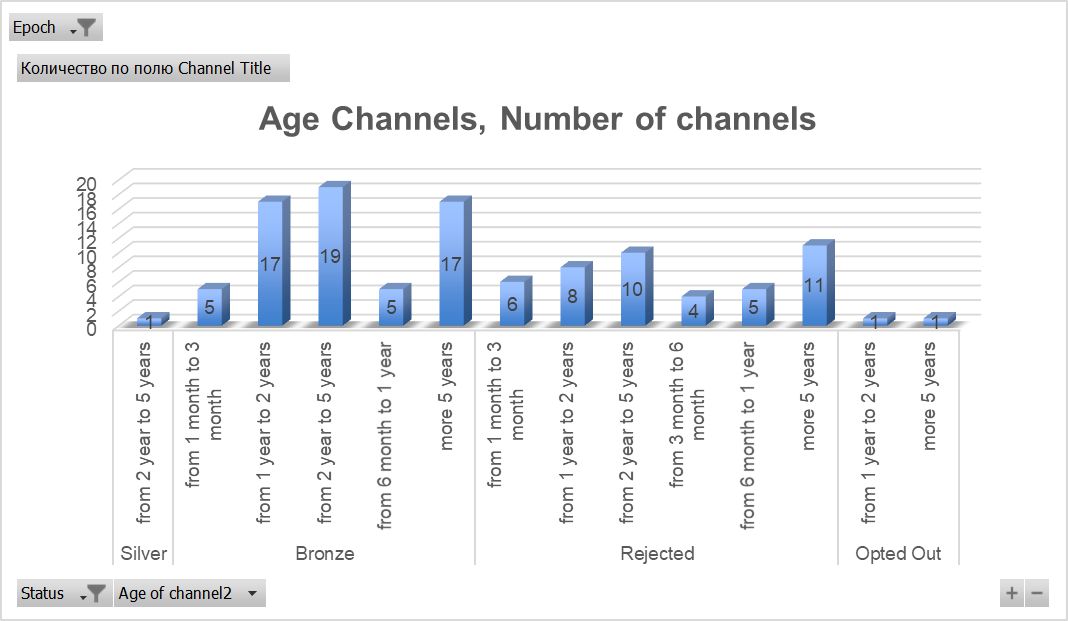 Epoch
Количество по полю Channel Title
Age Channels, Number of channels
20
18
16
14
12
10
8
6
4
2
0
1
5
17
19
5
17
6
8
10
4
5
11
1
1
from 2 year to 5 years
from 1 month to 3
month
from 1 year to 2 years
from 2 year to 5 years
from 6 month to 1 year
more 5 years
from 1 month to 3
month
from 1 year to 2 years
from 2 year to 5 years
from 3 month to 6
month
from 6 month to 1 year
more 5 years
from 1 year to 2 years
more 5 years
Silver
Bronze
Rejected
Opted Out
Status
Age of channel2
+ −